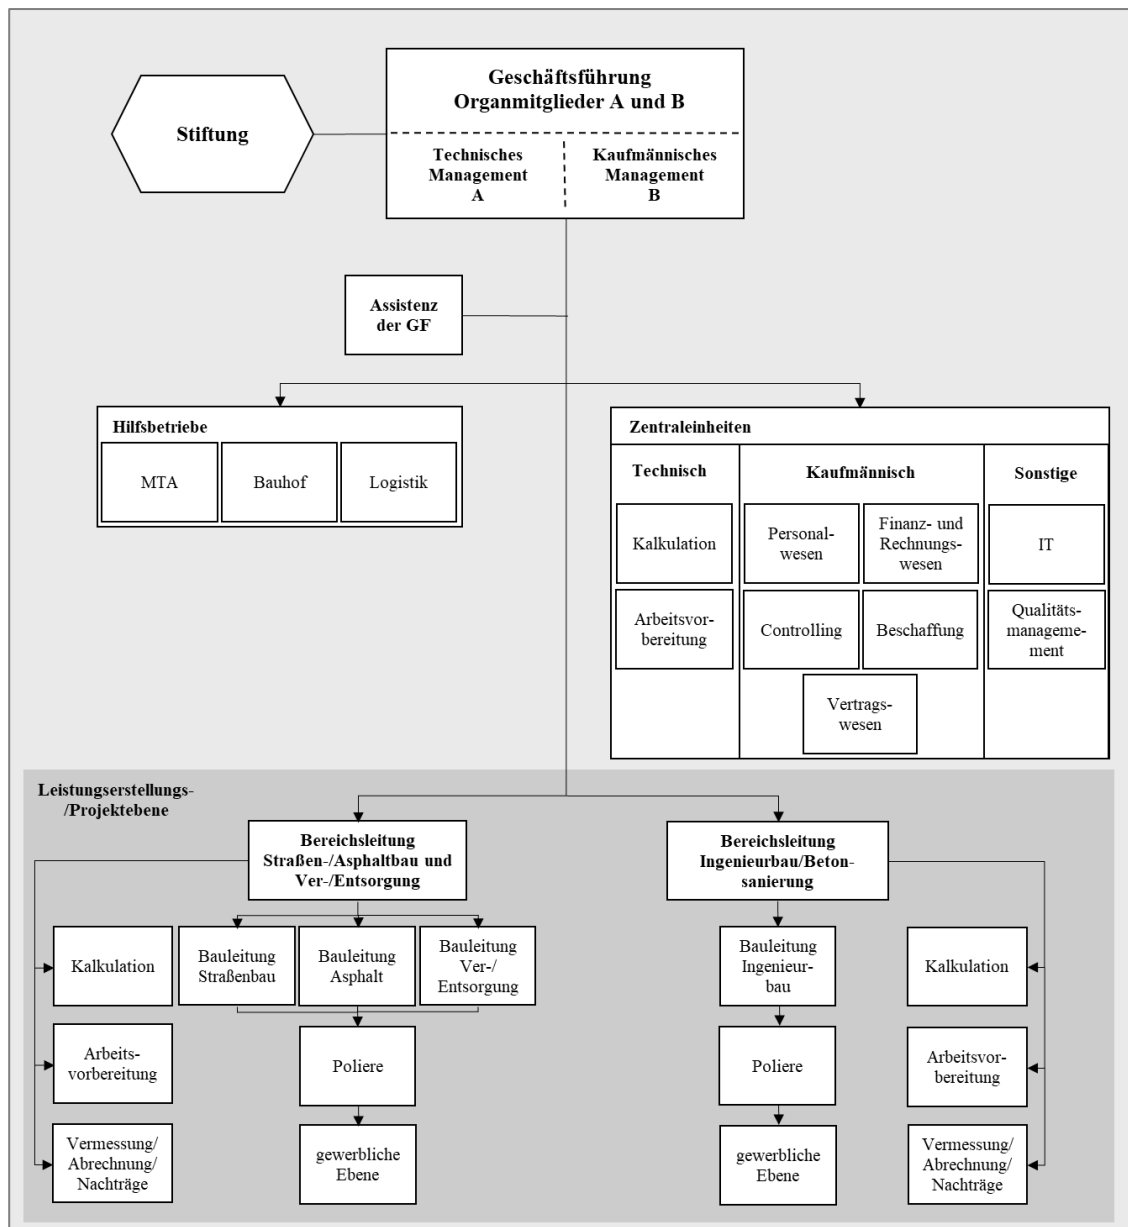 Geschäftsführung
Organmitglieder A und B
Stiftung
Technisches
Management
A
Kaufmännisches
Management
B
Assistenz
der GF
Hilfsbetriebe
MTA
Bauhof
Logistik
Zentraleinheiten
Technisch
Kaufmännisch
Sonstige
Kalkulation
Personal-
wesen
Finanz- und
Rechnungs-
wesen
IT
Arbeitsvor-
bereitung
Controlling
Beschaffung
Qualitäts-
manageme-
ment
Vertrags-
wesen
Leistungserstellungs-
/Projektebene
Bereichsleitung
Straßen-/Asphaltbau und
Ver-/Entsorgung
Bereichsleitung
Ingenieurbau/Beton-
sanierung
Kalkulation
Bauleitung
Straßenbau
Bauleitung
Asphalt
Bauleitung
Ver-/
Entsorgung
Bauleitung
Ingenieur-
bau
Kalkulation
Arbeits-
vorbereitung
Poliere
Poliere
Arbeitsvor-
bereitung
Vermessung/
Abrechnung/
Nachträge
gewerbliche
Ebene
gewerbliche
Ebene
Vermessung/
Abrechnung/
Nachträge